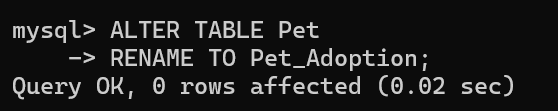 mysql> ALTER TABLE Pet
    -> RENAME TO Pet_Adoption;
Query OK, 0 rows affected (0.02 sec)